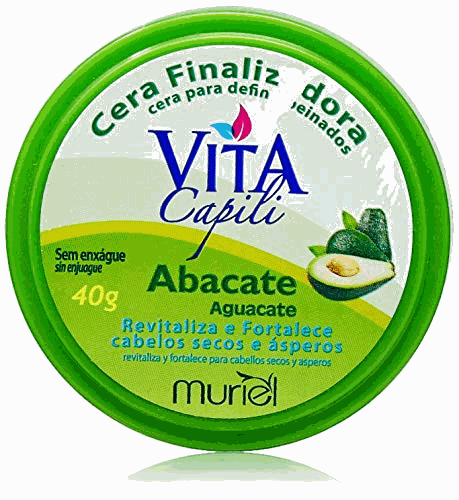 Cera Finaliz dora
cera para defin peinados
VITA
Capili
Sem enxágue
sin enjuague
40g
Abacate
Aguacate
Revitaliza e Fortalece
cabelos secos e ásperos
revitaliza y fortalece para cabellos secos y asperos
muriel